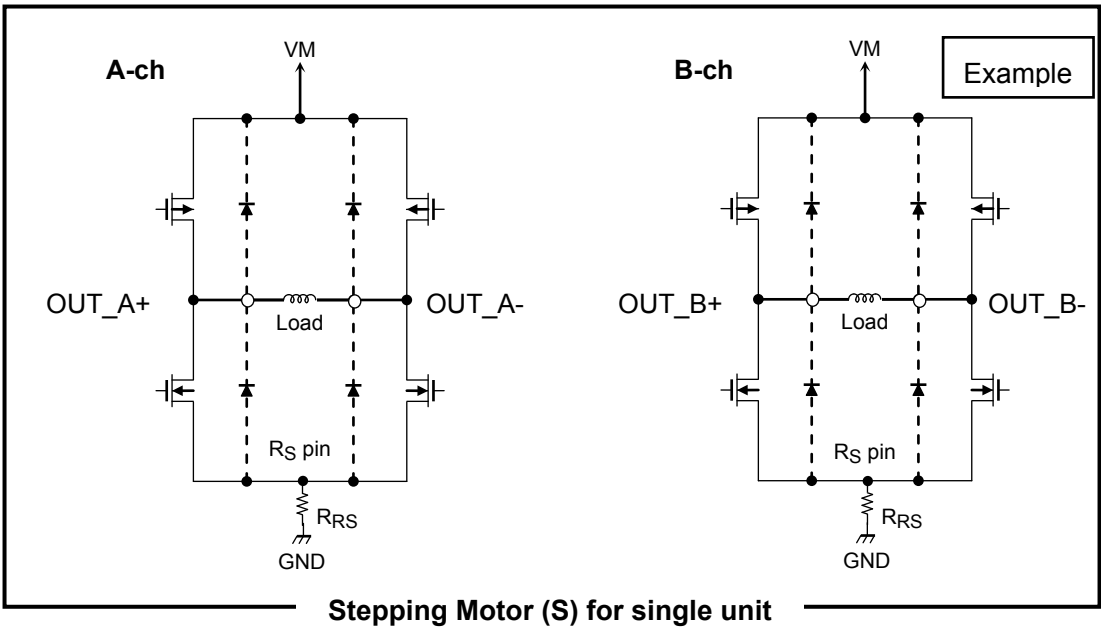 A-ch
VM
OUT_A+
OUT_A-
Load
RS pin
RRS
GND
B-ch
VM
Example
OUT_B+
OUT_B-
Load
RS pin
RRS
GND
Stepping Motor (S) for single unit